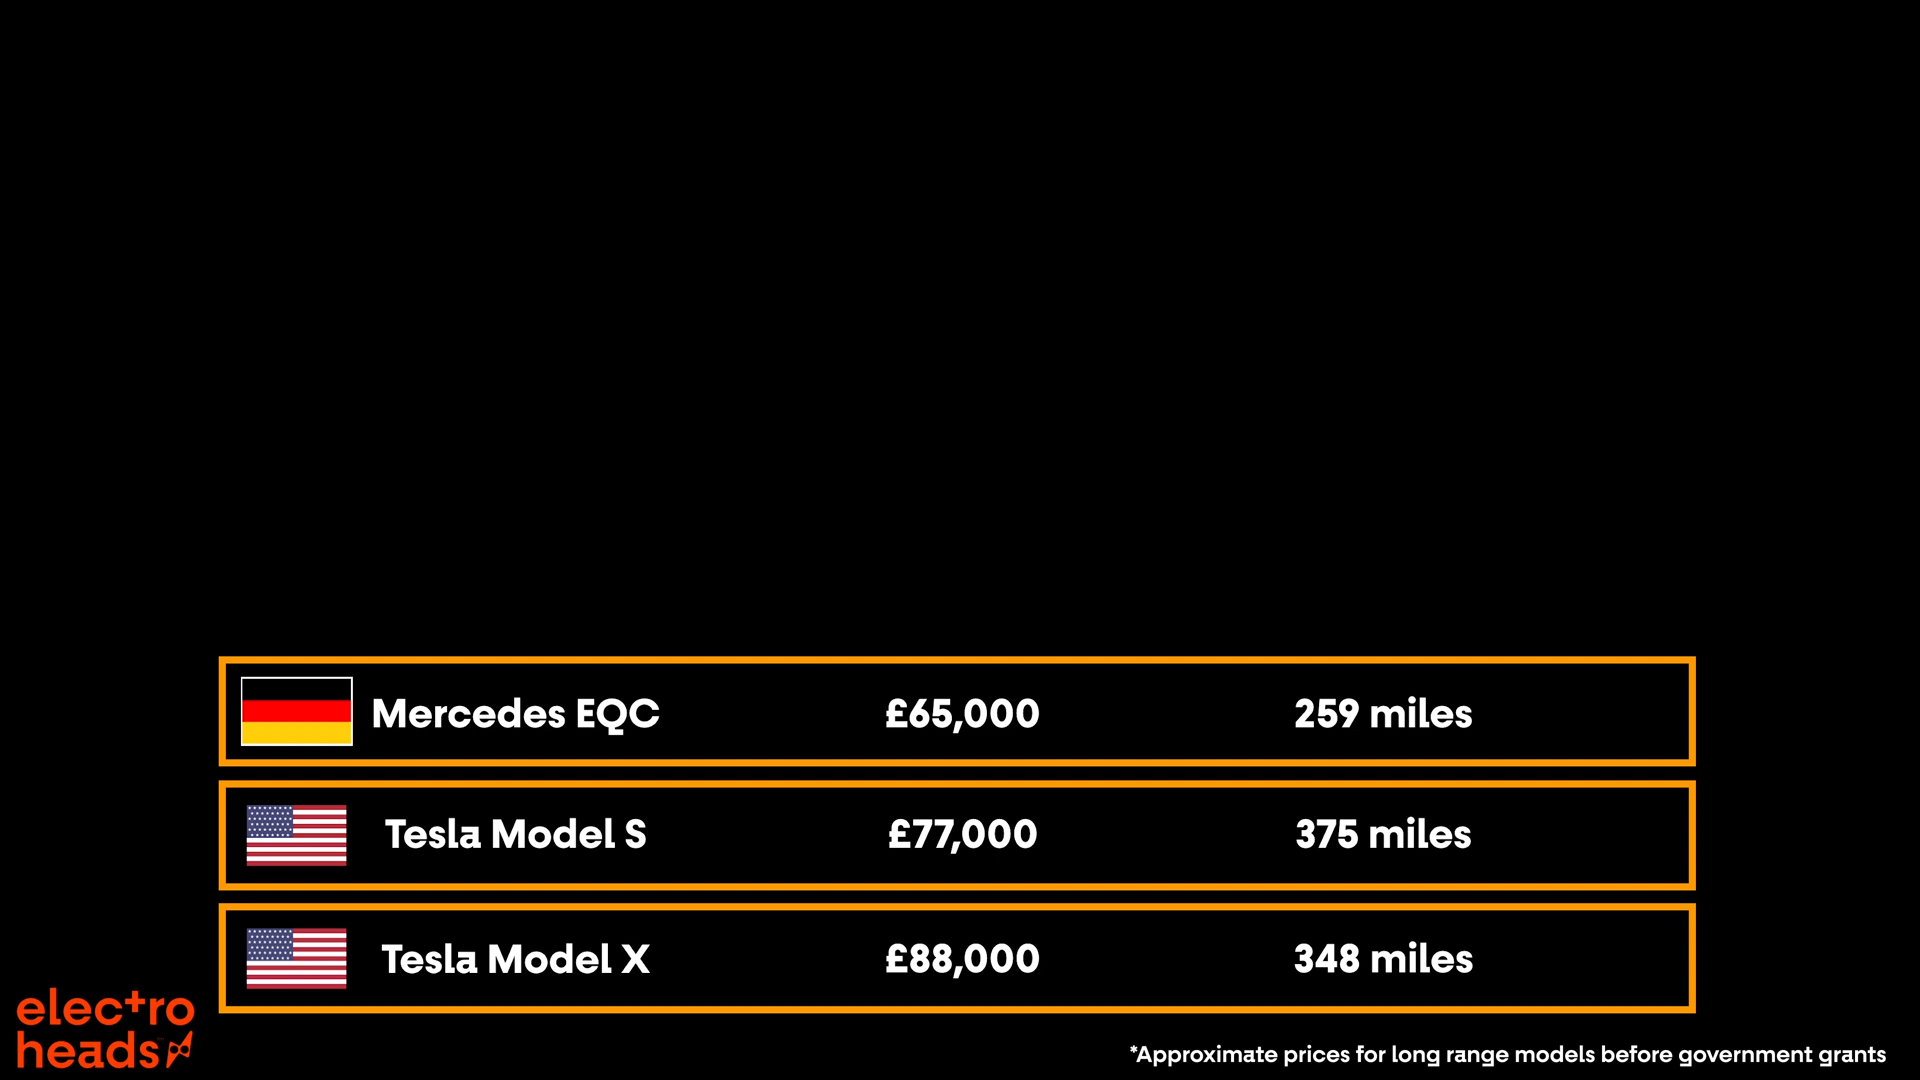 Mercedes EQC £65,000 259 miles
Tesla Model S £77,000 375 miles
Tesla Model X £88,000 348 miles
electro
heads
*Approximate prices for long range models before government grants